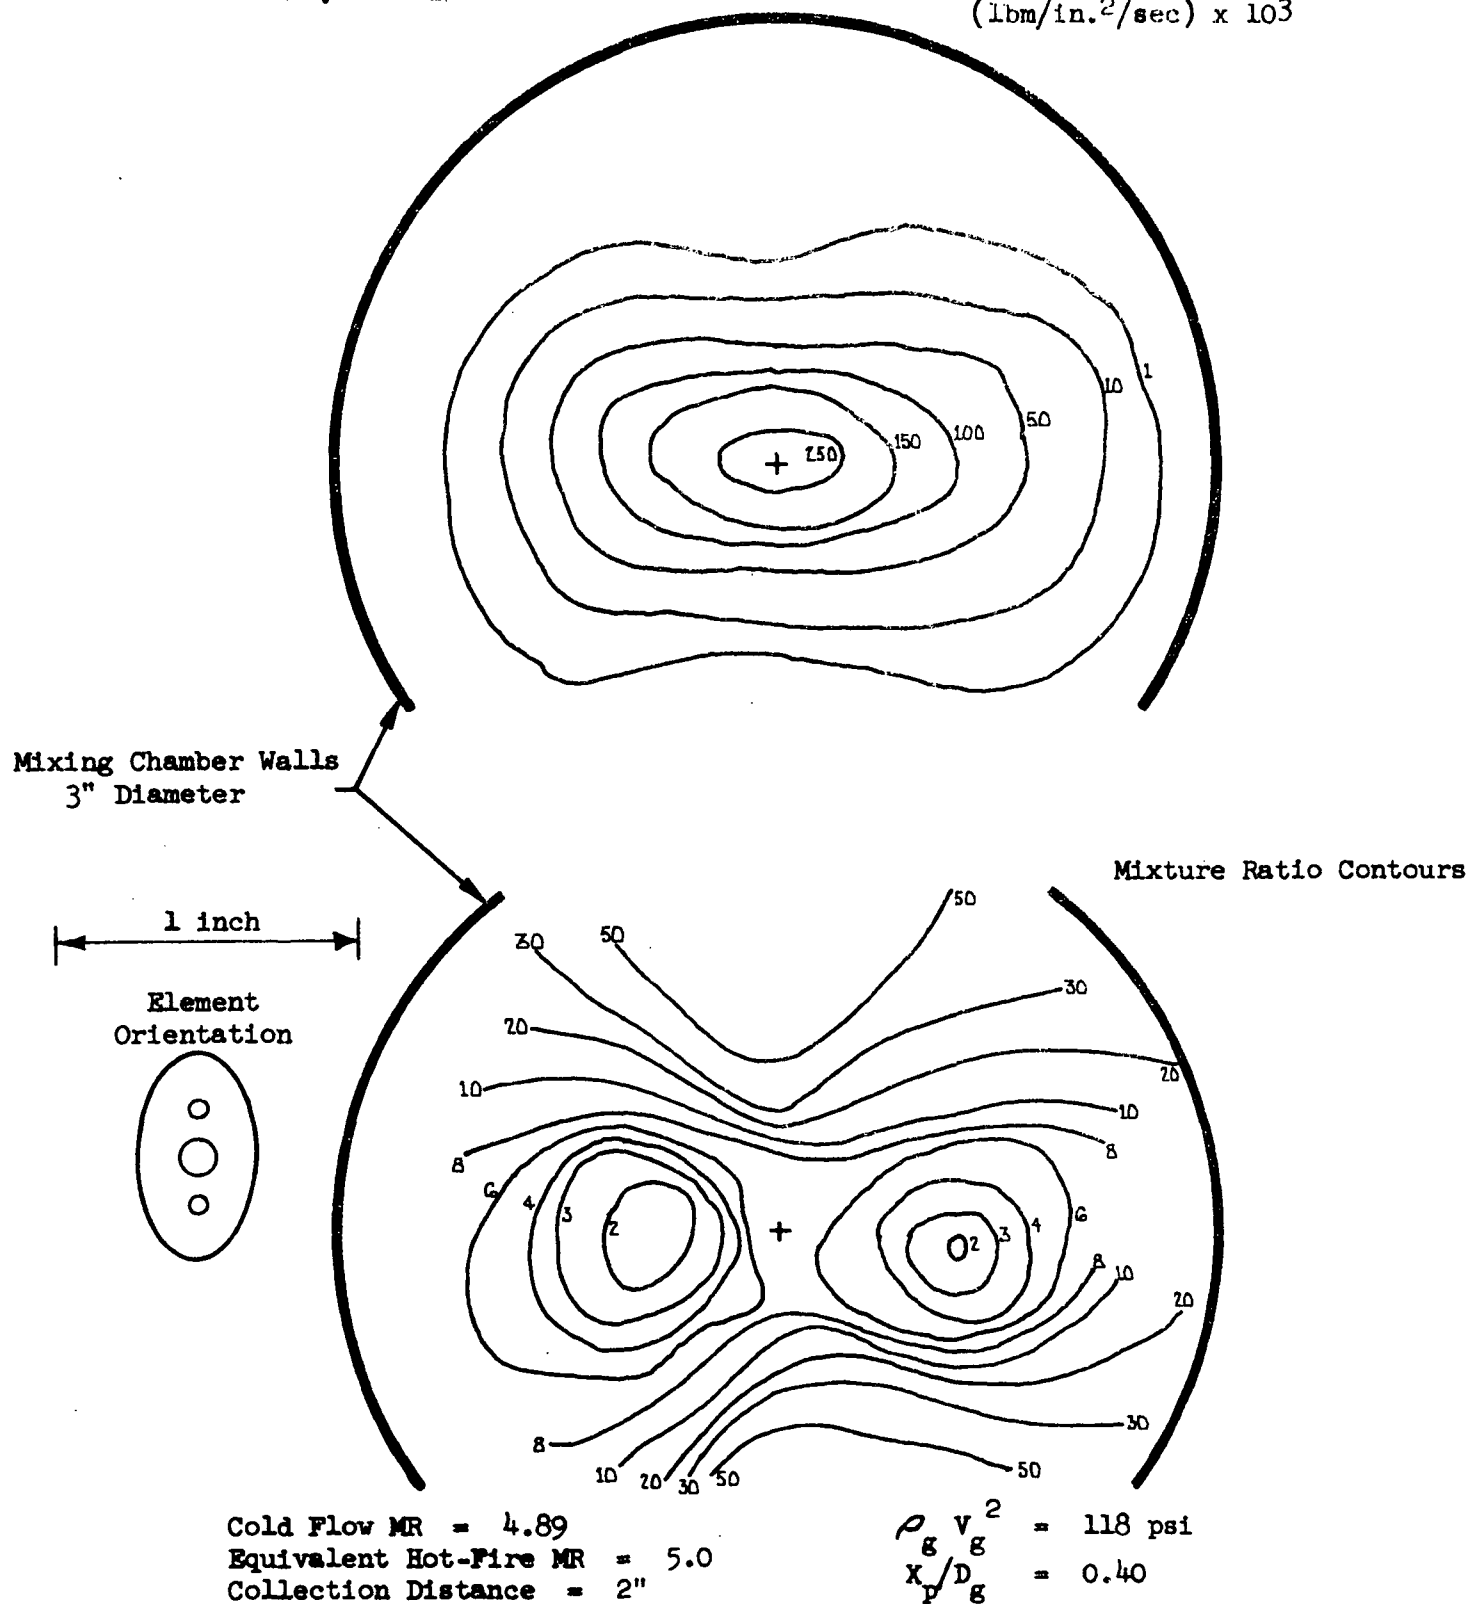 (lbm/in.2/sec) x 103
1
10
50
100
150
250
Mixing Chamber Walls
3" Diameter
Mixture Ratio Contours
1 inch
50
30
50
30
Element
Orientation
20
20
10
10
8
8
6
4
3
2
2
3
4
6
8
10
20
8
10
20
30
50
50
30
Cold Flow MR = 4.89
Equivalent Hot-Fire MR = 5.0
Collection Distance = 2"
ρg Vg2 = 118 psi
Xp/Dg = 0.40